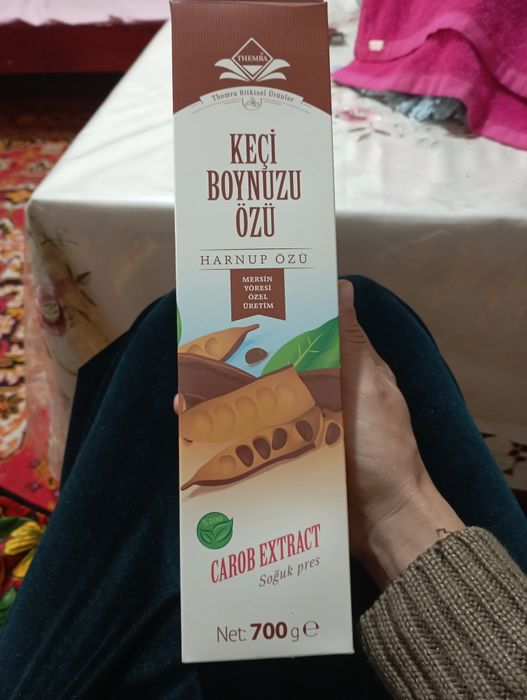 THEMRA
Themra Bitkisel Ürünler
KEÇİ
BOYNUZU
ÖZÜ
HARNUP ÖZÜ
MERSİN
YÖRESİ
ÖZEL
ÜRETİM
%100
CAROB EXTRACT
Soğuk pres
Net: 700 g ℮